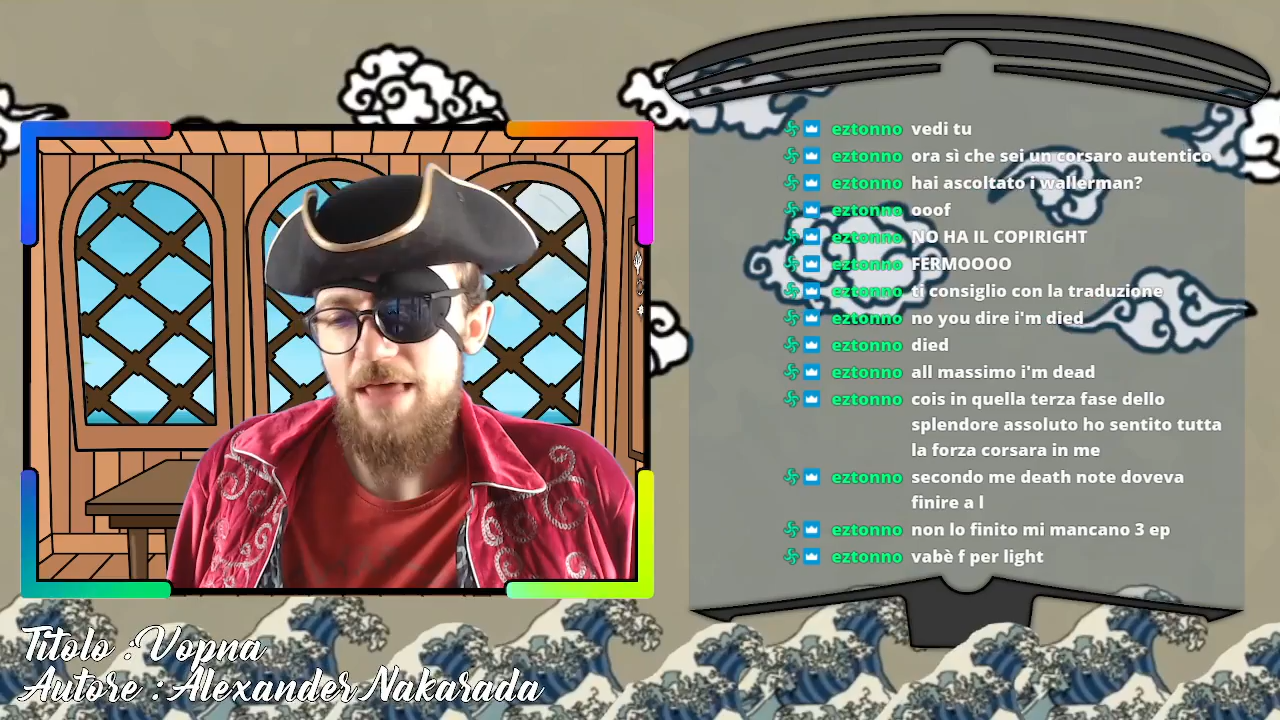 eztonno vedi tu
eztonno ora sì che sei un corsaro autentico
eztonno hai ascoltato i wallerman?
eztonno ooof
eztonno NO HA IL COPIRIGHT
eztonno FERMOOOO
eztonno ti consiglio con la traduzione
eztonno no you dire i'm died
eztonno died
eztonno all massimo i'm dead
eztonno cois in quella terza fase dello
splendore assoluto ho sentito tutta
la forza corsara in me
eztonno secondo me death note doveva
finire a l
eztonno non lo finito mi mancano 3 ep
eztonno vabè f per light
Titolo : Vopna
Autore : Alexander Nakarada